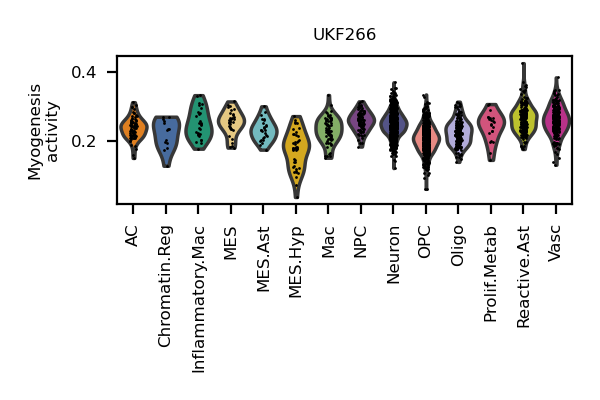 UKF266
Myogenesis
activity
0.4
0.2
AC
Chromatin.Reg
Inflammatory.Mac
MES
MES.Ast
MES.Hyp
Mac
NPC
Neuron
OPC
Oligo
Prolif.Metab
Reactive.Ast
Vasc